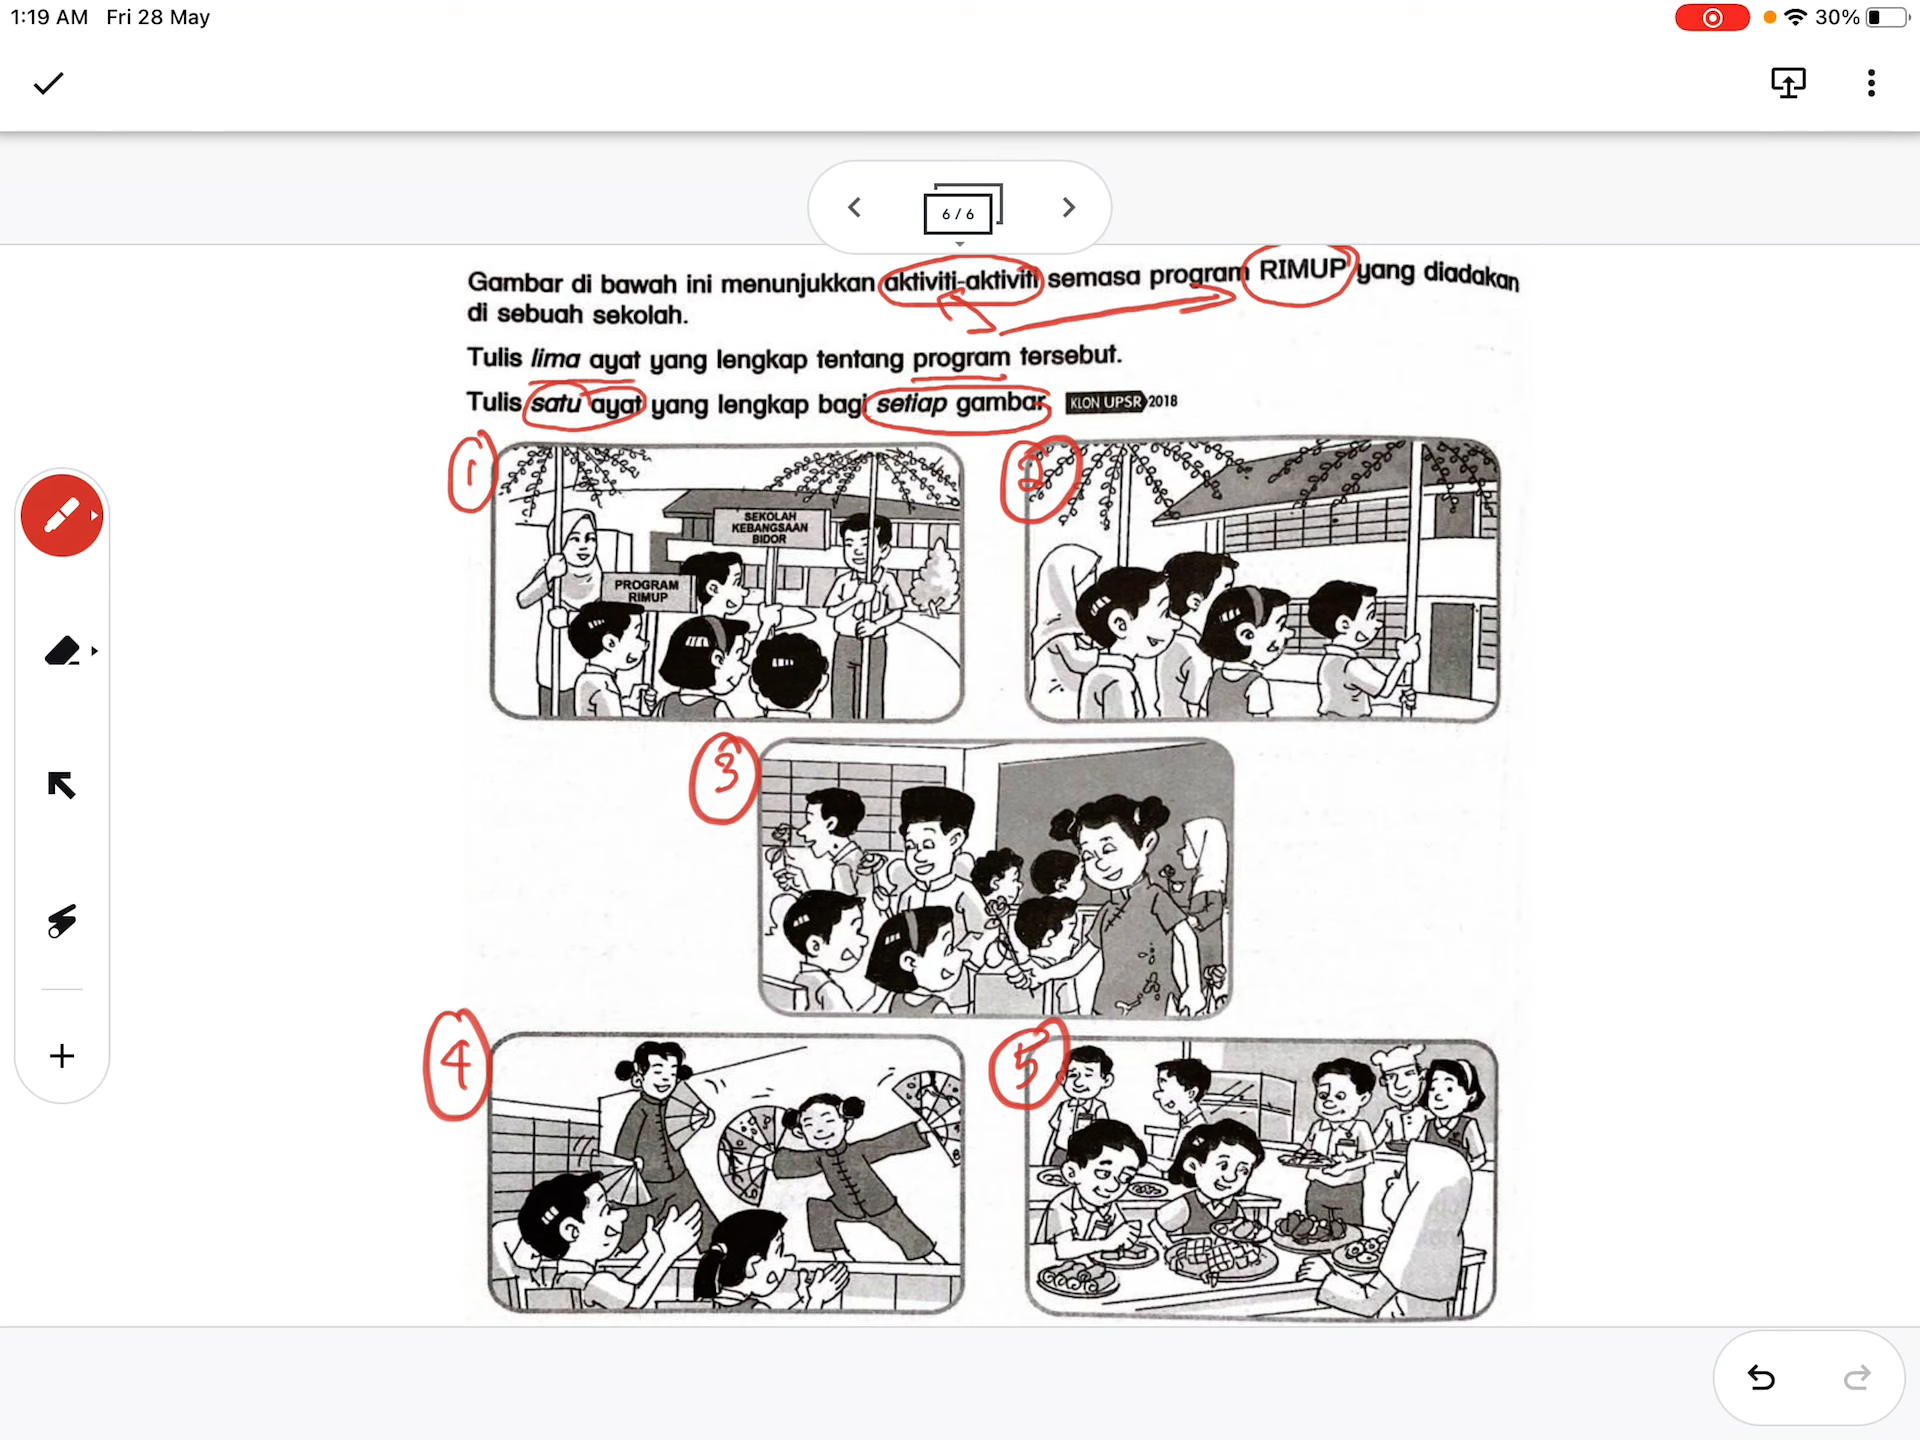 1:19 AM Fri 28 May
30%
6 / 6
Gambar di bawah ini menunjukkan aktiviti-aktiviti semasa program RIMUP yang diadakan
di sebuah sekolah.
Tulis lima ayat yang lengkap tentang program tersebut.
Tulis satu ayat yang lengkap bagi setiap gambar.
KLON UPSR 2018
1
SEKOLAH
KEBANGSAAN
BIDOR
PROGRAM
RIMUP
2
3
4
5